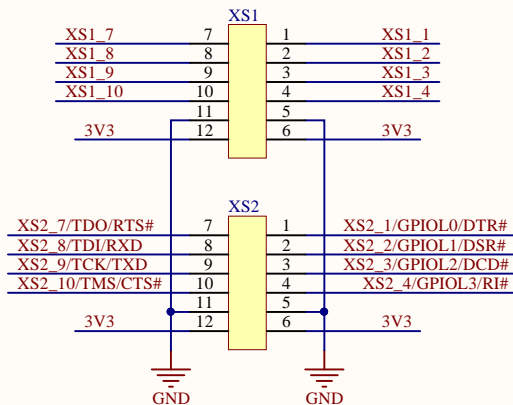 XS1
XS1_7 7 1 XS1_1
XS1_8 8 2 XS1_2
XS1_9 9 3 XS1_3
XS1_10 10 4 XS1_4
11 5
3V3 12 6 3V3
XS2
XS2_7/TDO/RTS# 7 1 XS2_1/GPIOL0/DTR#
XS2_8/TDI/RXD 8 2 XS2_2/GPIOL1/DSR#
XS2_9/TCK/TXD 9 3 XS2_3/GPIOL2/DCD#
XS2_10/TMS/CTS# 10 4 XS2_4/GPIOL3/RI#
11 5
3V3 12 6 3V3
GND GND